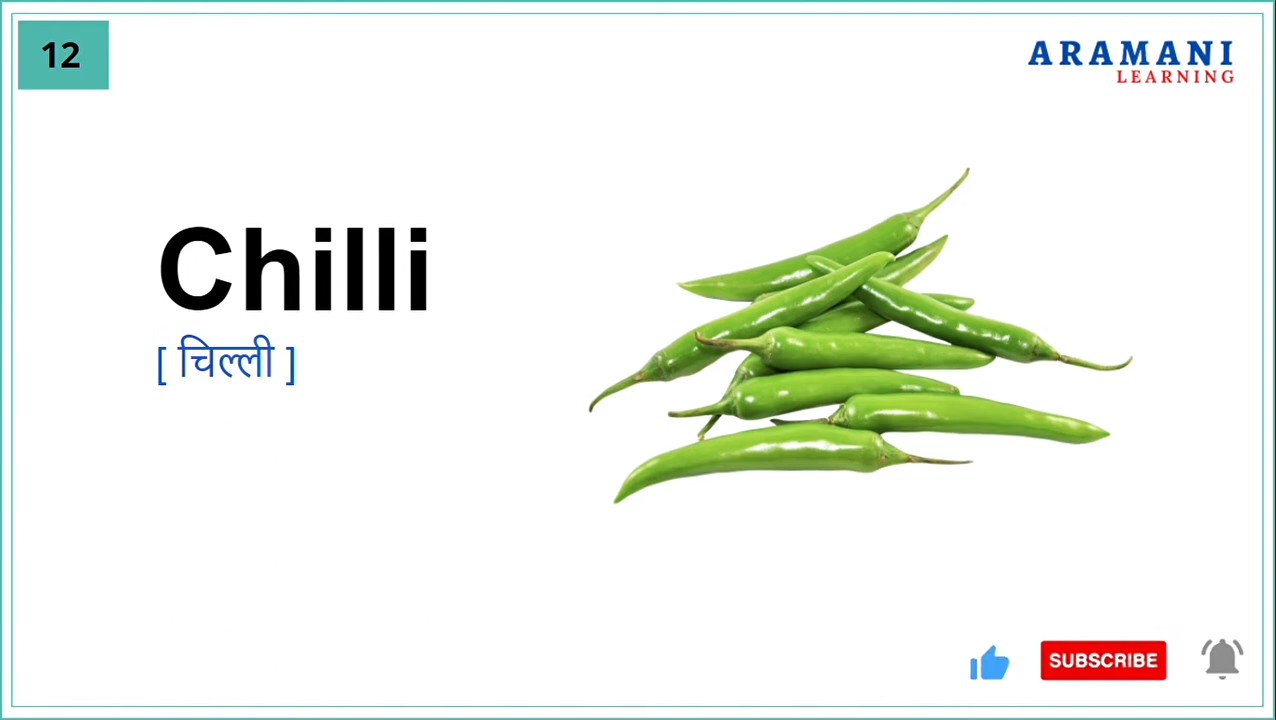 12
ARAMANI
LEARNING
Chilli
[ चिल्ली ]
SUBSCRIBE